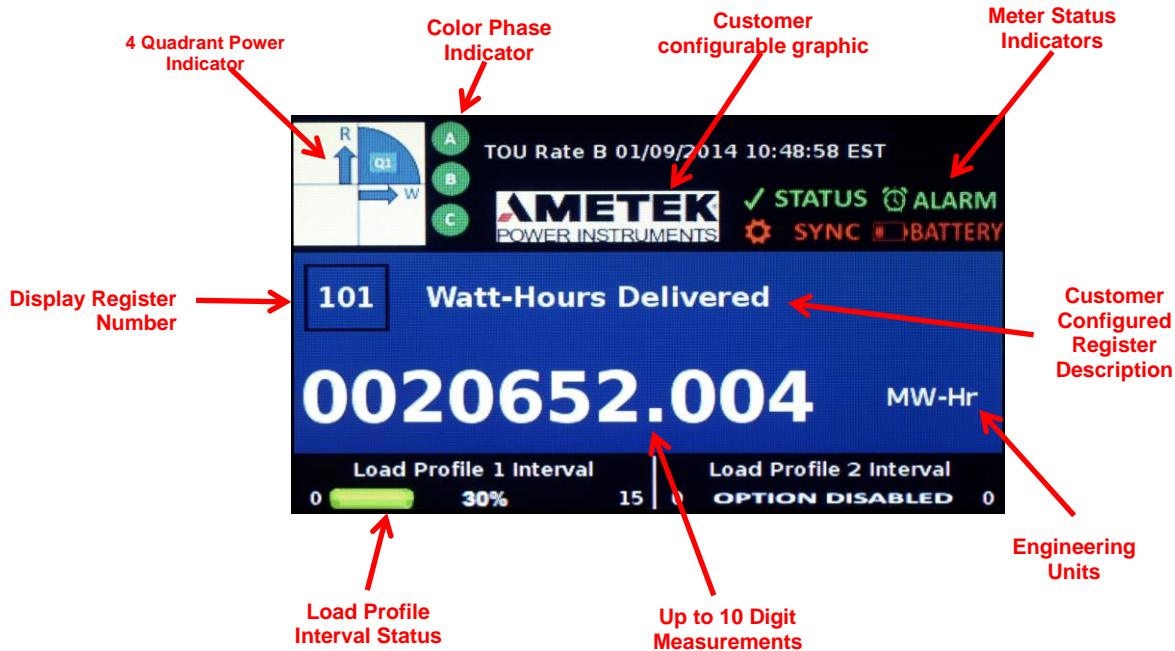 4 Quadrant Power
Indicator
Color Phase
Indicator
Customer
configurable graphic
Meter Status
Indicators
R
Q1
W
A
B
C
TOU Rate B 01/09/2014 10:48:58 EST
AMETEK
POWER INSTRUMENTS
STATUS
ALARM
SYNC
BATTERY
Display Register
Number
101
Watt-Hours Delivered
Customer
Configured
Register
Description
0020652.004
MW-Hr
Load Profile 1 Interval
0
30%
15
Load Profile 2 Interval
0
OPTION DISABLED
0
Engineering
Units
Load Profile
Interval Status
Up to 10 Digit
Measurements